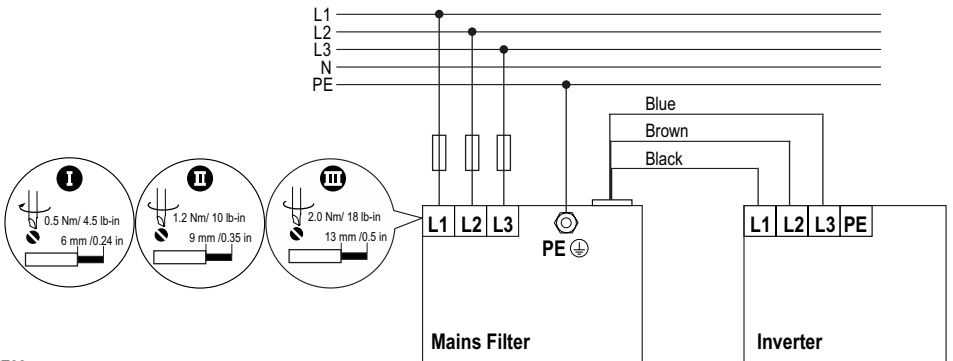 L1
L2
L3
N
PE
Blue
Brown
Black
I
0.5 Nm/ 4.5 lb-in
6 mm /0.24 in
II
1.2 Nm/ 10 lb-in
9 mm /0.35 in
III
2.0 Nm/ 18 lb-in
13 mm /0.5 in
L1 L2 L3
PE
Mains Filter
L1 L2 L3 PE
Inverter